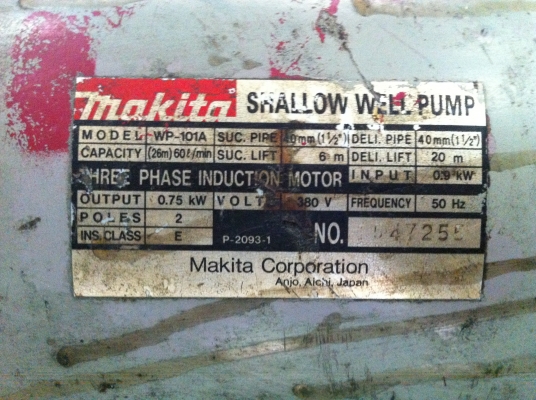 makita SHALLOW WELL PUMP
MODEL WP-101A SUC. PIPE 40mm(1½") DELI. PIPE 40mm(1½")
CAPACITY (26m) 60ℓ/min SUC. LIFT 6 m DELI. LIFT 20 m
THREE PHASE INDUCTION MOTOR INPUT 0.9 kW
OUTPUT 0.75 kW VOLT 380 V FREQUENCY 50 Hz
POLES 2
INS. CLASS E P-2093-1 NO.
Makita Corporation
Anjo, Aichi, Japan